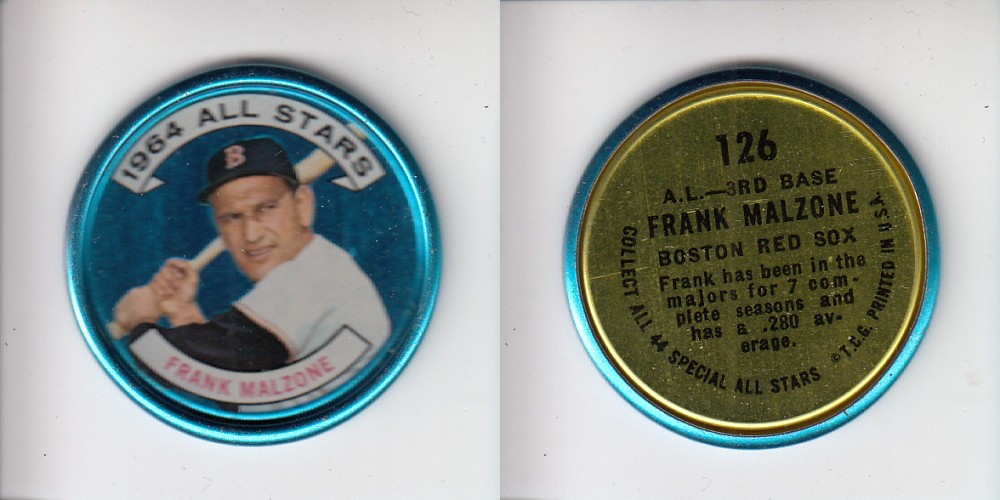 1964 ALL STARS
B
FRANK MALZONE
126
A.L.—3RD BASE
FRANK MALZONE
BOSTON RED SOX
Frank has been in the
majors for 7 com-
plete seasons and
has a .280 av-
erage.
COLLECT ALL 44 SPECIAL ALL STARS
©T.C.G. PRINTED IN USA